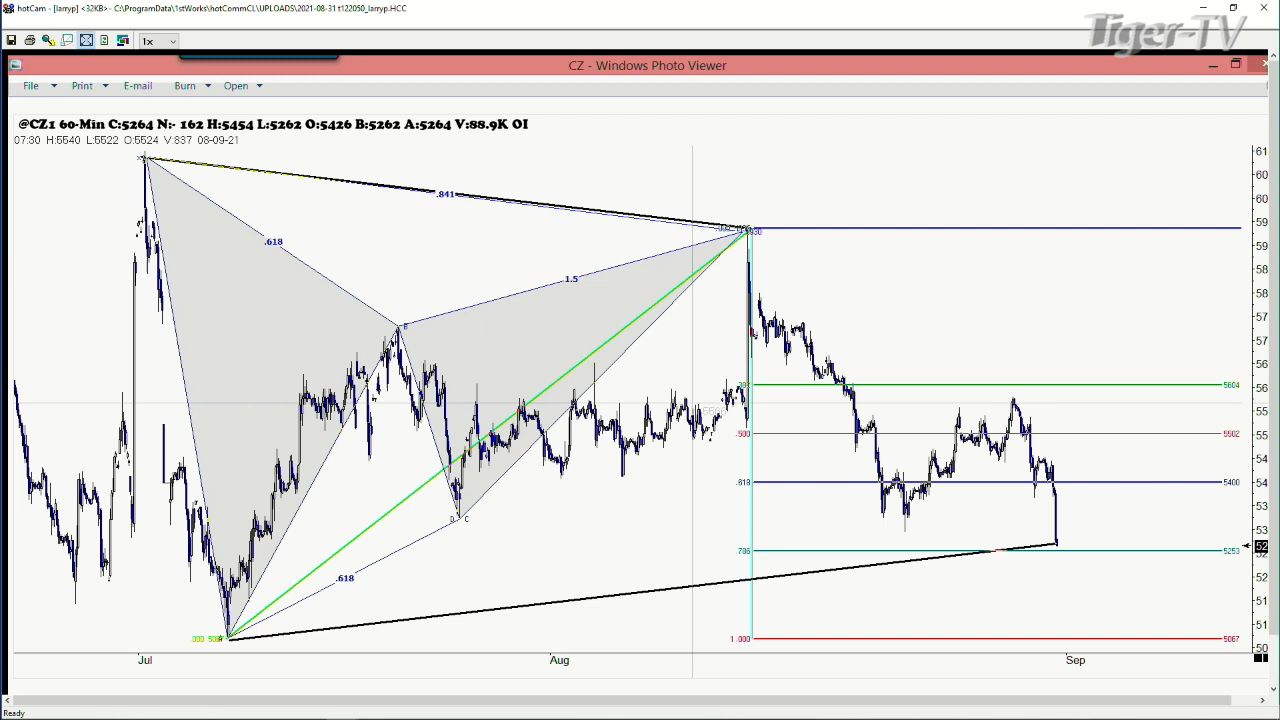 hotCam - [larryp] <32KB> - C:\ProgramData\1stWorks\hotCommCL\UPLOADS\2021-08-31 t122050_larryp.HCC
Tiger-TV
1x
CZ - Windows Photo Viewer
File Print E-mail Burn Open
@CZ1 60-Min C:5264 N:- 162 H:5454 L:5262 O:5426 B:5262 A:5264 V:88.9K OI
07:30 H:5540 L:5522 O:5524 V:837 08-09-21
61
60
.841
59
.618
59
58
1.5
58
57
B
57
56
5604
55
.500 5502
54
.618 5400
54
D C
53
52
.786 5253
.618
52
51
51
1.000 5067
50
Jul Aug Sep
Ready